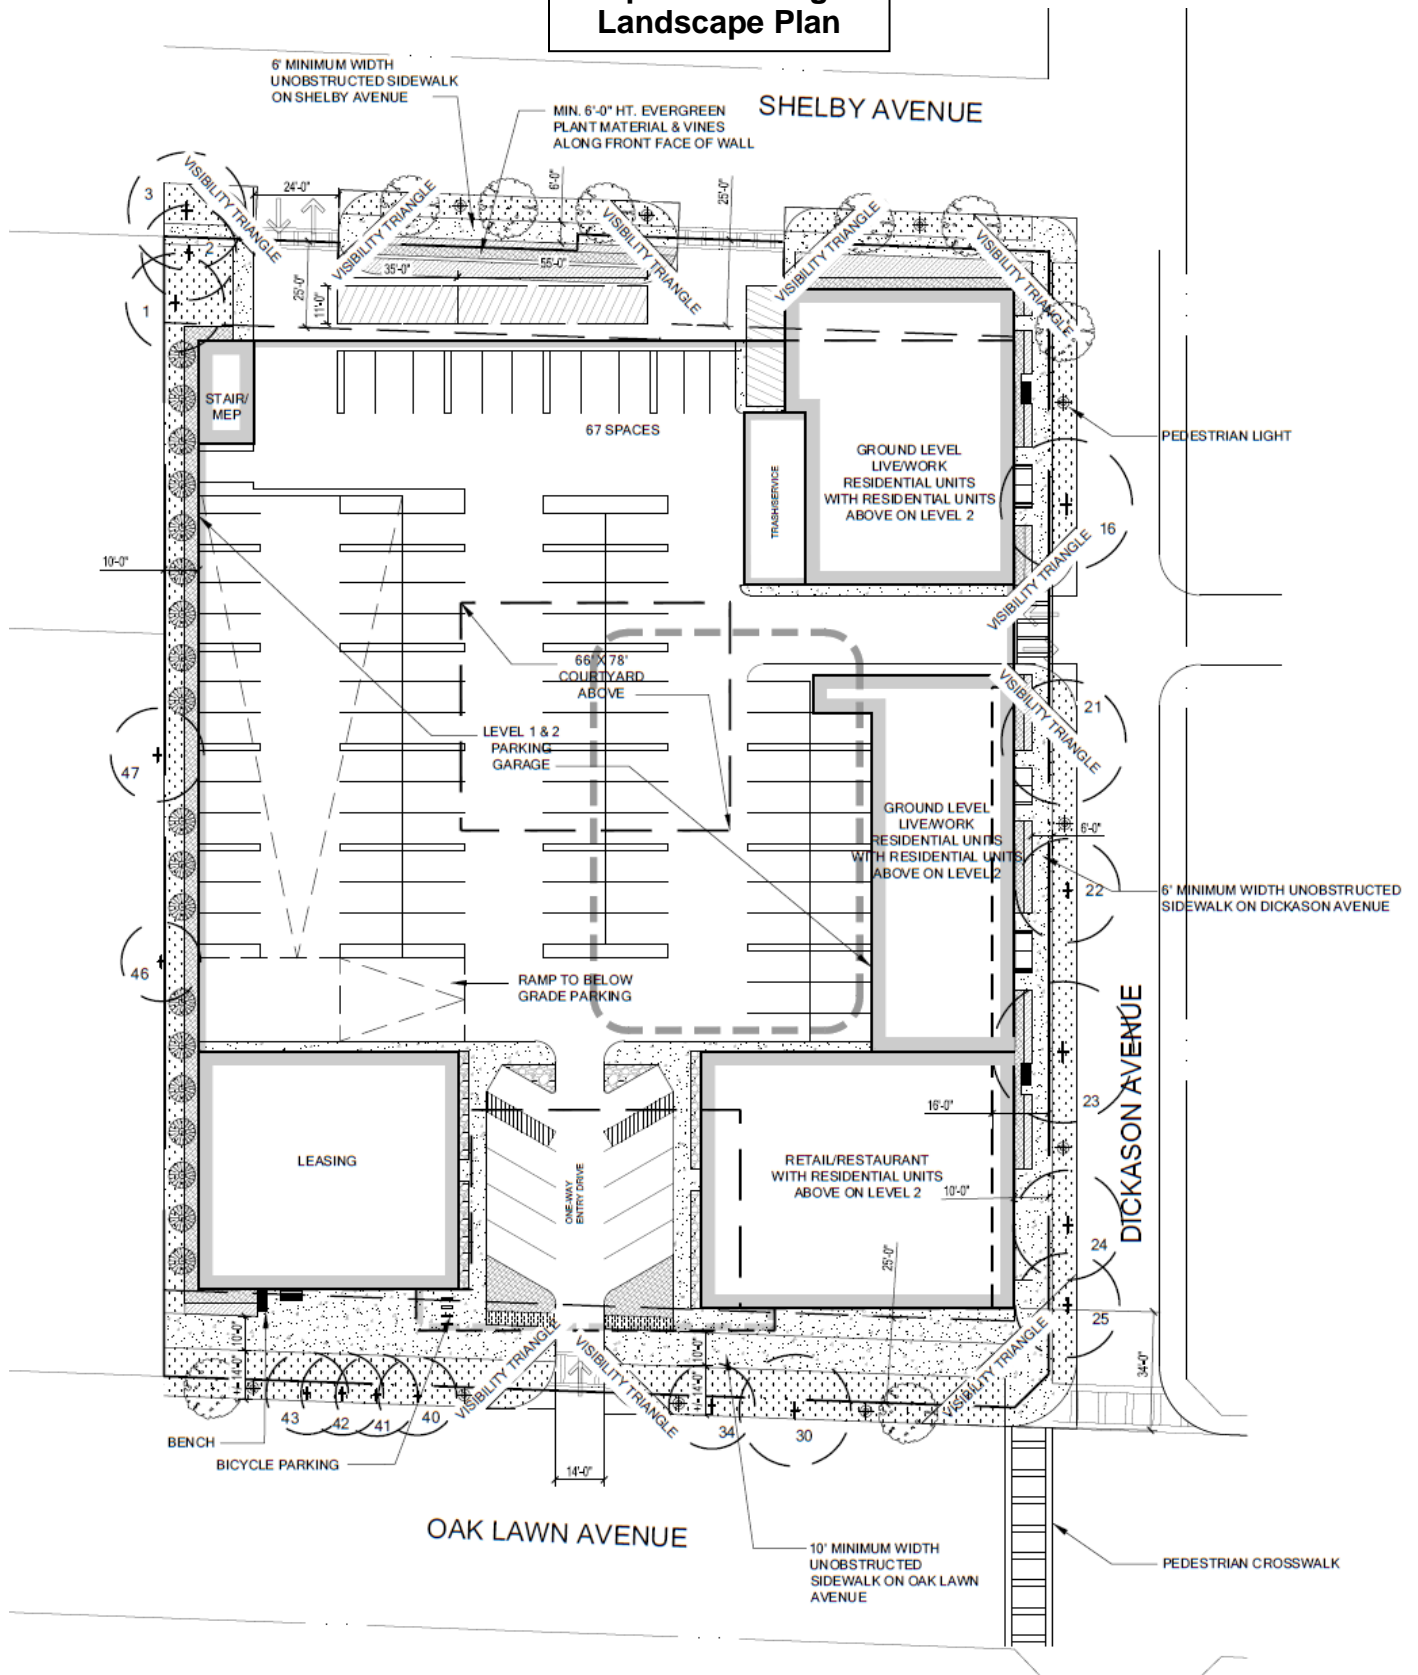 Landscape Plan
6' MINIMUM WIDTH
UNOBSTRUCTED SIDEWALK
ON SHELBY AVENUE
MIN. 6'-0" HT. EVERGREEN
PLANT MATERIAL & VINES
ALONG FRONT FACE OF WALL
SHELBY AVENUE
3
VISIBILITY TRIANGLE
24'-0"
VISIBILITY TRIANGLE
6'-0"
VISIBILITY TRIANGLE
25'-0"
VISIBILITY TRIANGLE
VISIBILITY TRIANGLE
2
1
25'-0"
11'-0"
35'-0"
55'-0"
STAIR/
MEP
67 SPACES
PEDESTRIAN LIGHT
GROUND LEVEL
LIVE/WORK
RESIDENTIAL UNITS
WITH RESIDENTIAL UNITS
ABOVE ON LEVEL 2
TRASH/SERVICE
16
VISIBILITY TRIANGLE
10'-0"
66' X 78'
COURTYARD
ABOVE
VISIBILITY TRIANGLE
21
LEVEL 1 & 2
PARKING
GARAGE
47
GROUND LEVEL
LIVE/WORK
RESIDENTIAL UNITS
WITH RESIDENTIAL UNITS
ABOVE ON LEVEL 2
6'-0"
22
6' MINIMUM WIDTH UNOBSTRUCTED
SIDEWALK ON DICKASON AVENUE
46
RAMP TO BELOW
GRADE PARKING
DICKASON AVENUE
23
16'-0"
LEASING
ONE-WAY
ENTRY DRIVE
RETAIL/RESTAURANT
WITH RESIDENTIAL UNITS
ABOVE ON LEVEL 2
10'-0"
24
25'-0"
25
VISIBILITY TRIANGLE
34'-0"
10'-0"
14'-0"
VISIBILITY TRIANGLE
VISIBILITY TRIANGLE
10'-0"
14'-0"
43
42
41
40
34
30
BENCH
BICYCLE PARKING
14'-0"
OAK LAWN AVENUE
10' MINIMUM WIDTH
UNOBSTRUCTED
SIDEWALK ON OAK LAWN
AVENUE
PEDESTRIAN CROSSWALK